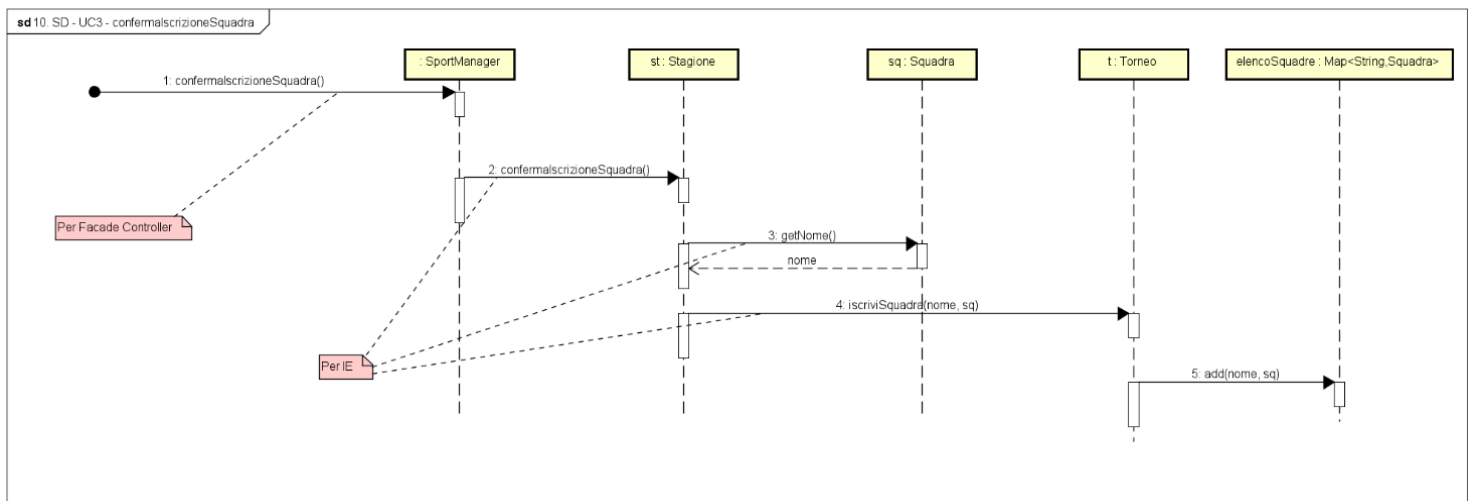 sd 10. SD - UC3 - confermaIscrizioneSquadra
: SportManager
st : Stagione
sq : Squadra
t : Torneo
elencoSquadre : Map<String,Squadra>
1: confermaIscrizioneSquadra()
2: confermaIscrizioneSquadra()
Per Facade Controller
3: getNome()
nome
4: iscriviSquadra(nome, sq)
Per IE
5: add(nome, sq)